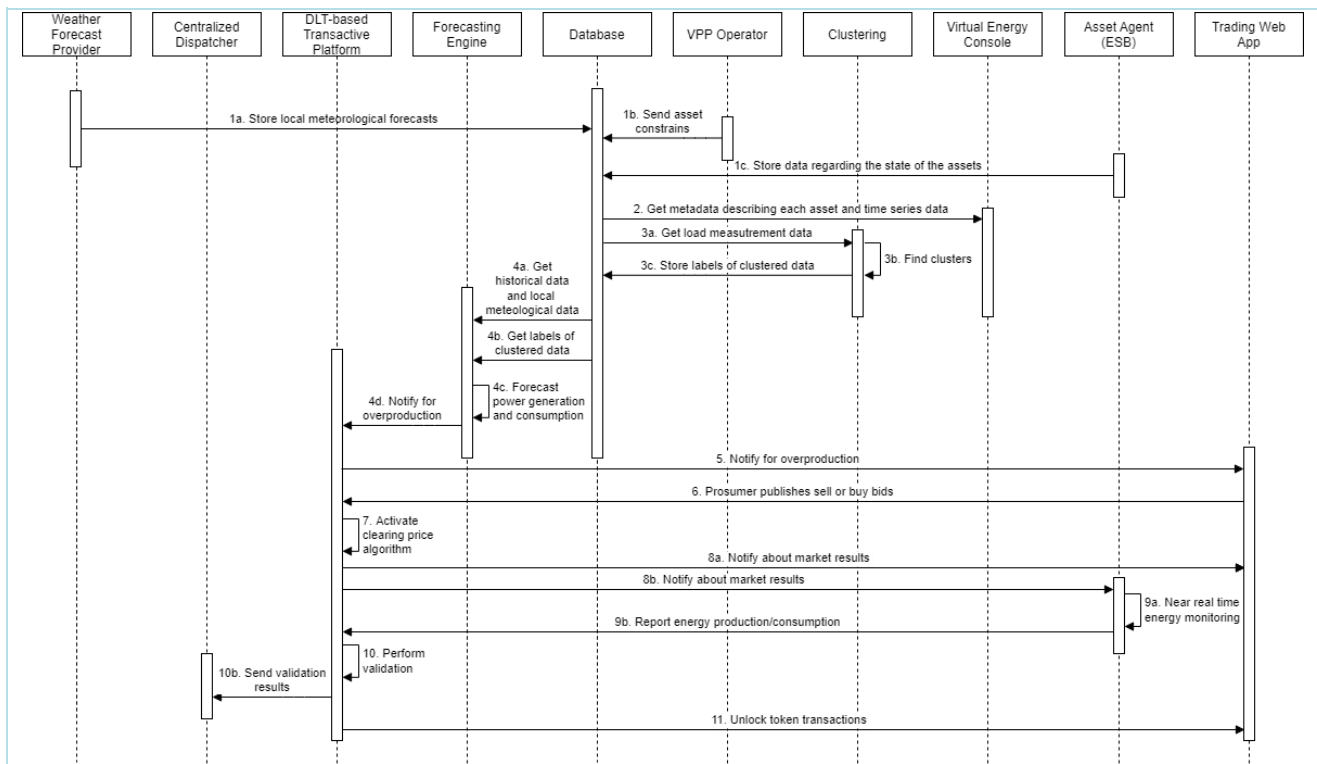 Weather
Forecast
Provider
Centralized
Dispatcher
DLT-based
Transactive
Platform
Forecasting
Engine
Database
VPP Operator
Clustering
Virtual Energy
Console
Asset Agent
(ESB)
Trading Web
App
1a. Store local meteorological forecasts
1b. Send asset
constrains
1c. Store data regarding the state of the assets
2. Get metadata describing each asset and time series data
3a. Get load measutrement data
3b. Find clusters
3c. Store labels of clustered data
4a. Get
historical data
and local
meteological data
4b. Get labels of
clustered data
4c. Forecast
power generation
and consumption
4d. Notify for
overproduction
5. Notify for overproduction
6. Prosumer publishes sell or buy bids
7. Activate
clearing price
algorithm
8a. Notify about market results
8b. Notify about market results
9a. Near real time
energy monitoring
9b. Report energy production/consumption
10. Perform
validation
10b. Send validation
results
11. Unlock token transactions